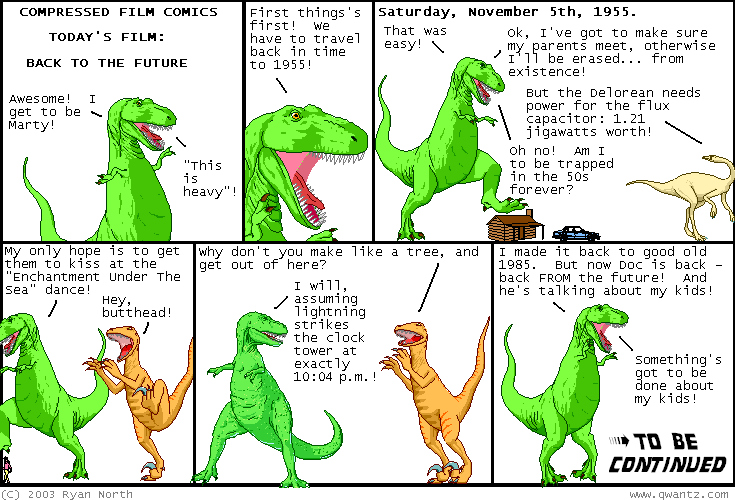 COMPRESSED FILM COMICS
TODAY'S FILM:
BACK TO THE FUTURE
Awesome! I
get to be
Marty!
"This
is
heavy"!
First things's
first! We
have to travel
back in time
to 1955!
Saturday, November 5th, 1955.
That was
easy!
Ok, I've got to make sure
my parents meet, otherwise
I'll be erased... from
existence!
But the Delorean needs
power for the flux
capacitor: 1.21
jigawatts worth!
Oh no! Am I
to be trapped
in the 50s
forever?
My only hope is to get
them to kiss at the
"Enchantment Under The
Sea" dance!
Hey,
butthead!
Why don't you make like a tree, and
get out of here?
I will,
assuming
lightning
strikes
the clock
tower at
exactly
10:04 p.m.!
I made it back to good old
1985. But now Doc is back -
back FROM the future! And
he's talking about my kids!
Something's
got to be
done about
my kids!
TO BE
CONTINUED
(C) 2003 Ryan North
www.qwantz.com